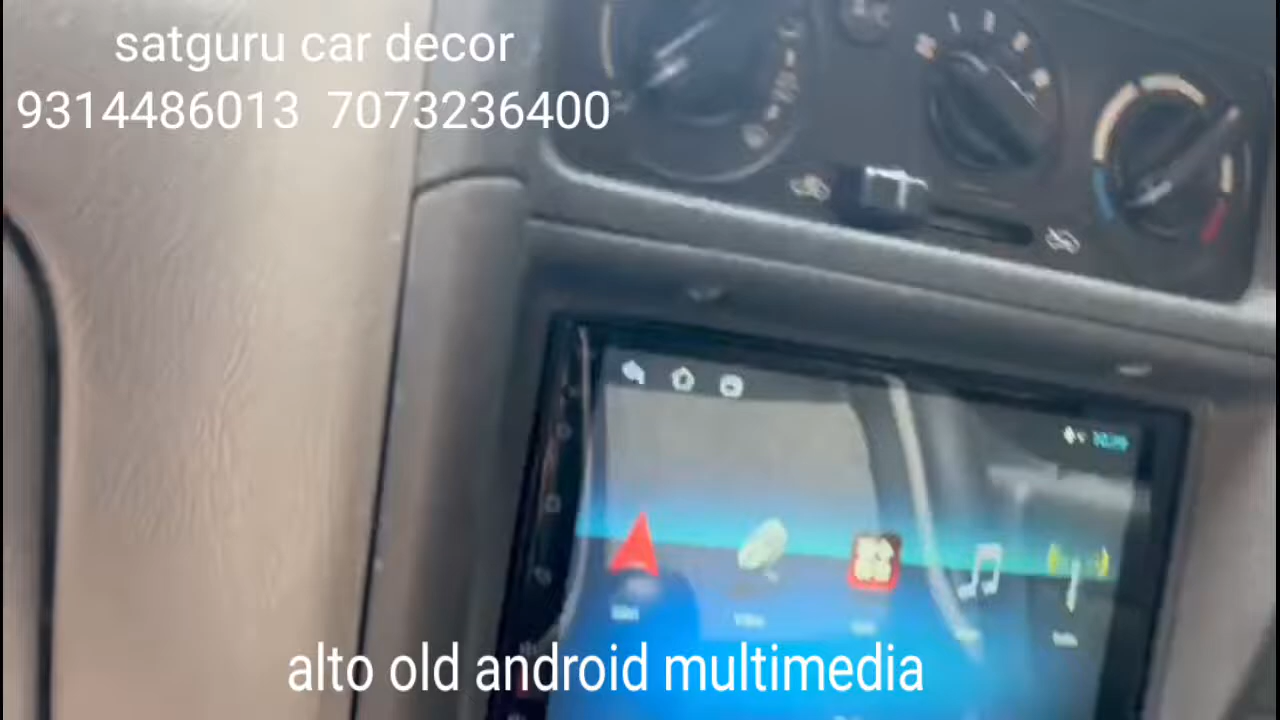 satguru car decor
9314486013 7073236400
alto old android multimedia